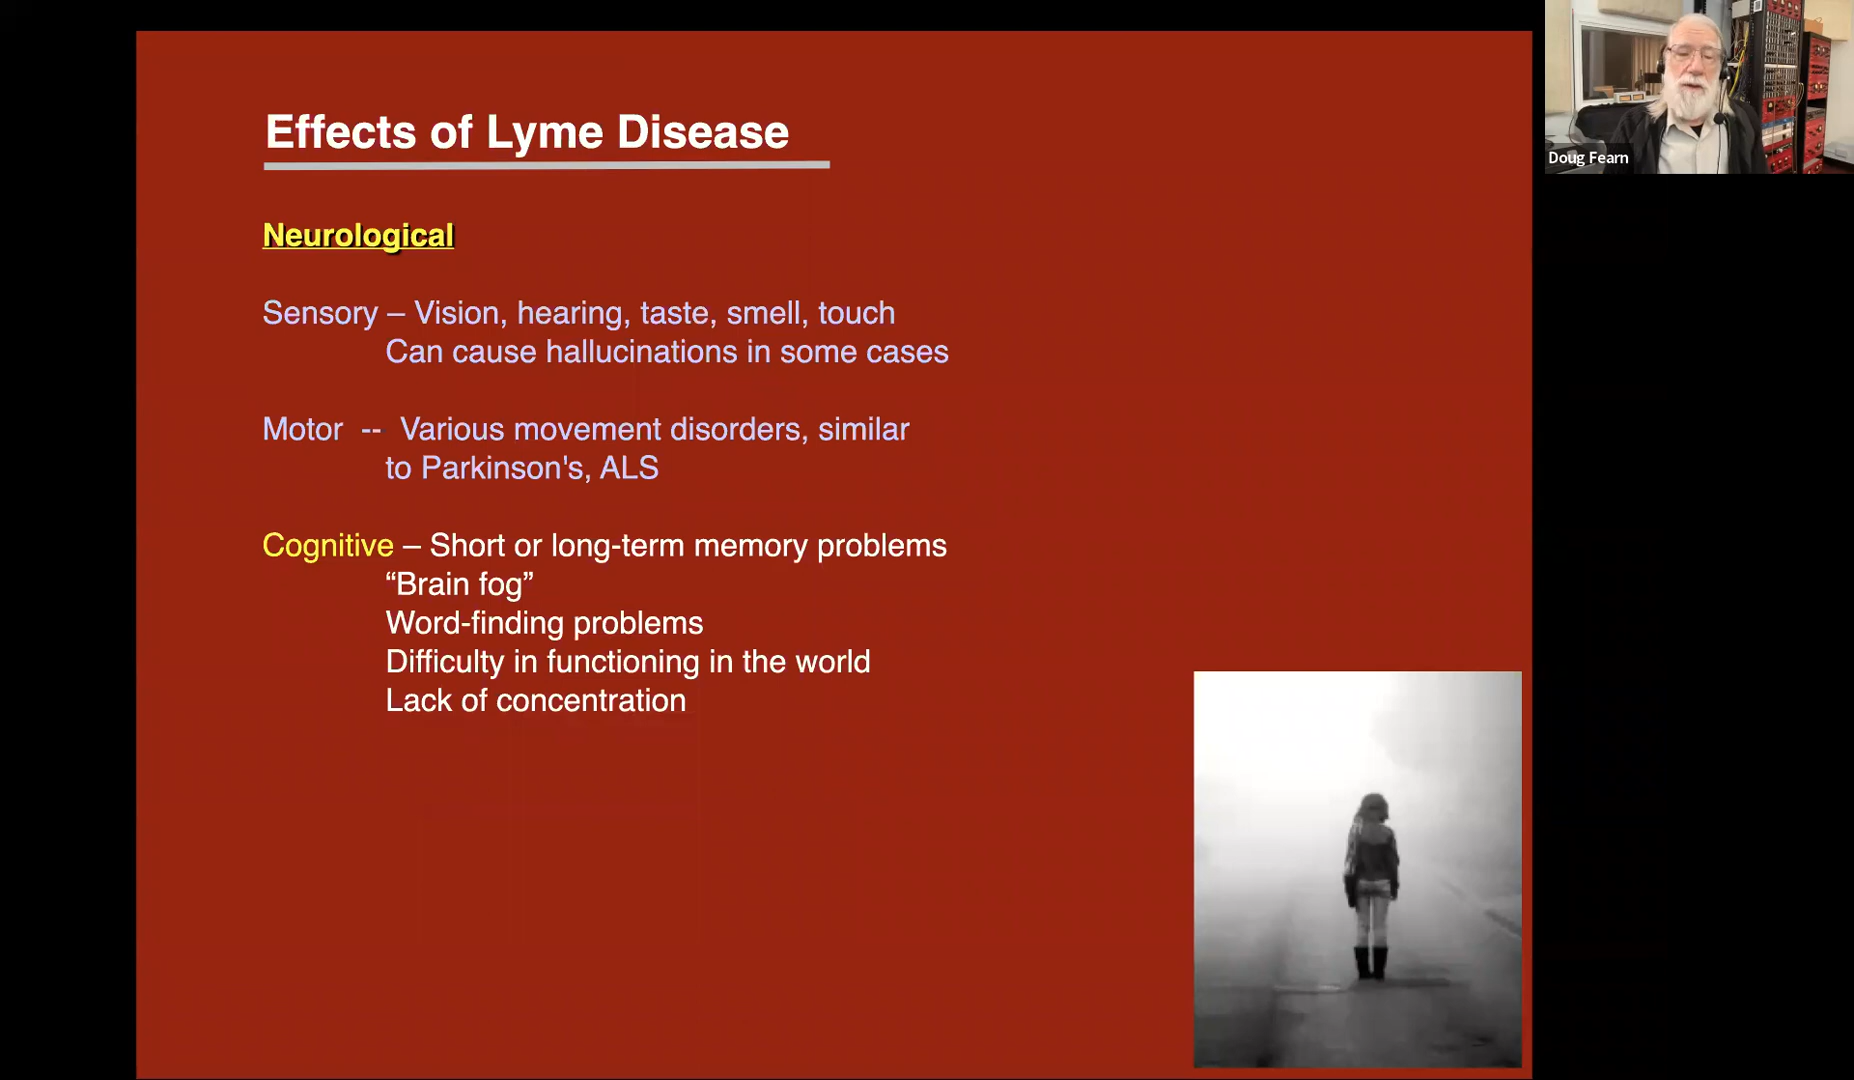 Effects of Lyme Disease
Neurological
Sensory – Vision, hearing, taste, smell, touch
Can cause hallucinations in some cases
Motor -- Various movement disorders, similar
to Parkinson's, ALS
Cognitive – Short or long-term memory problems
“Brain fog”
Word-finding problems
Difficulty in functioning in the world
Lack of concentration
Doug Fearn